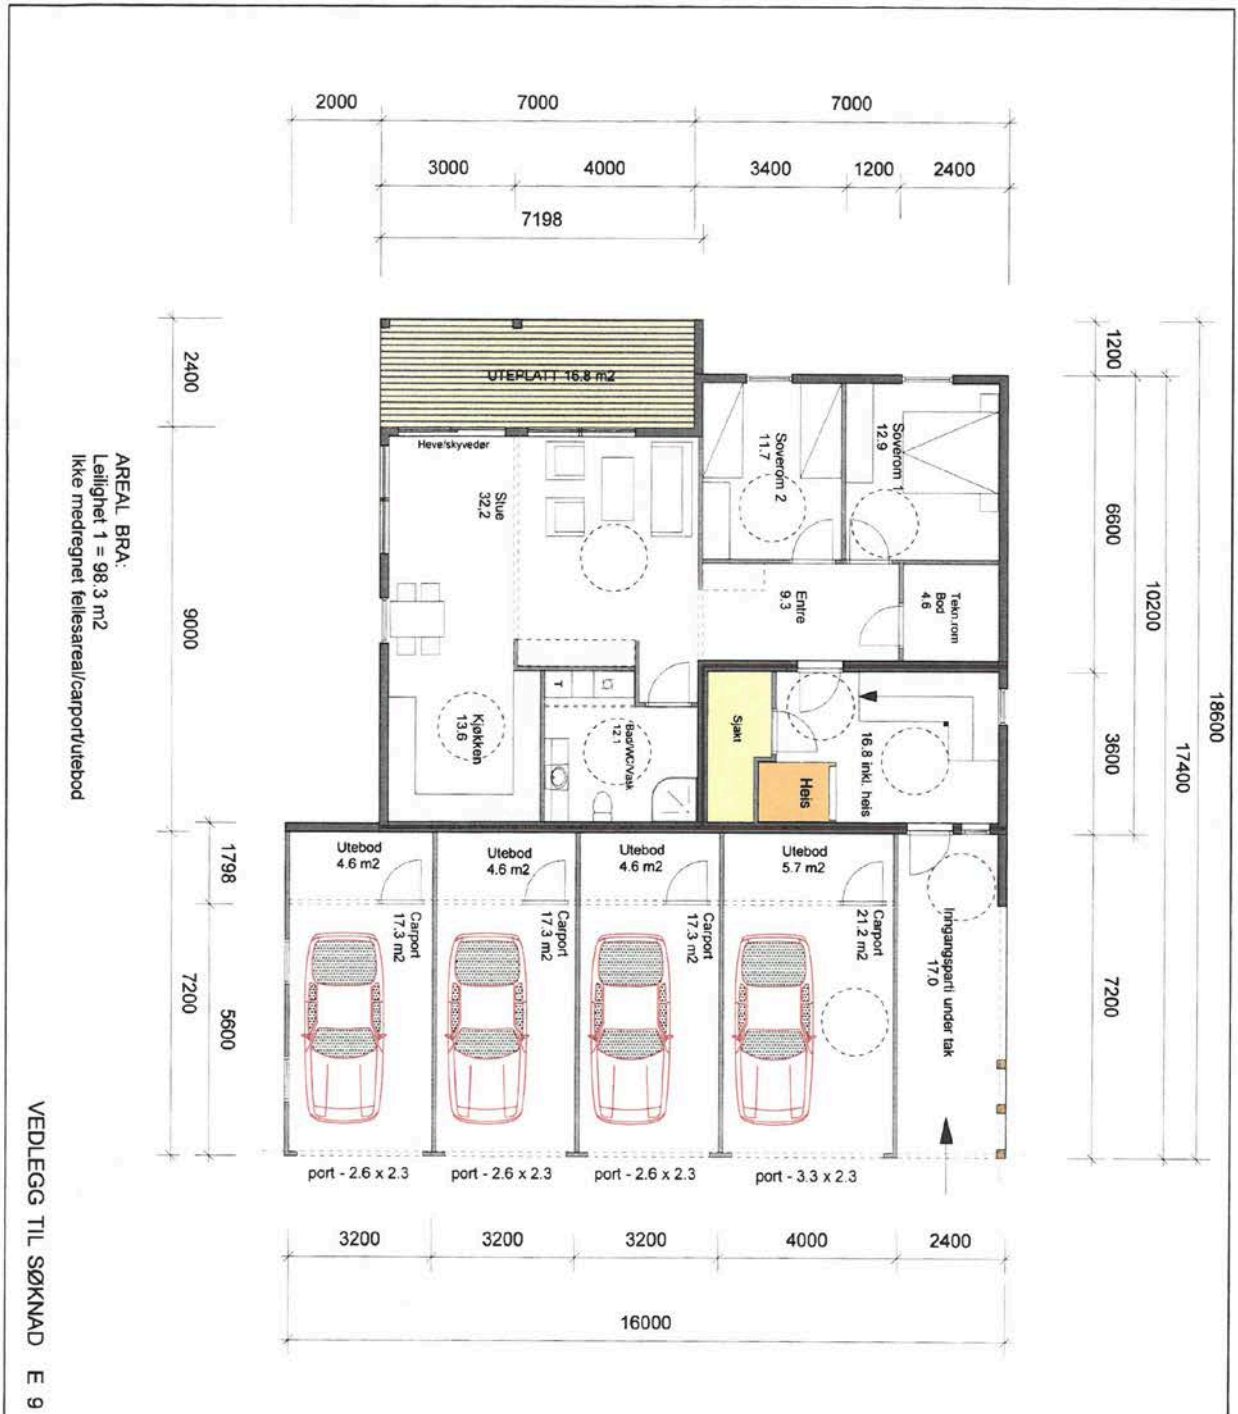 2000
7000
7000
3000
4000
3400
1200
2400
7198
18600
17400
10200
1200
6600
3600
7200
2400
9000
1798
7200
5600
UTEPLATT 16.8 m2
Heve/skyvedør
Stue
32,2
Soverom 2
11.7
Soverom 1
12.9
Entre
9.3
Tekn.rom
Bod
4.6
Kjøkken
13.6
T
Bad/WC/Vask
12.1
Sjakt
Heis
16.8 inkl. heis
Utebod
4.6 m2
Utebod
4.6 m2
Utebod
4.6 m2
Utebod
5.7 m2
Carport
17.3 m2
Carport
17.3 m2
Carport
17.3 m2
Carport
21.2 m2
Inngangsparti under tak
17.0
port - 2.6 x 2.3
port - 2.6 x 2.3
port - 2.6 x 2.3
port - 3.3 x 2.3
3200
3200
3200
4000
2400
16000
AREAL BRA:
Leilighet 1 = 98.3 m2
Ikke medregnet fellesareal/carport/utebod
VEDLEGG TIL SØKNAD E 9